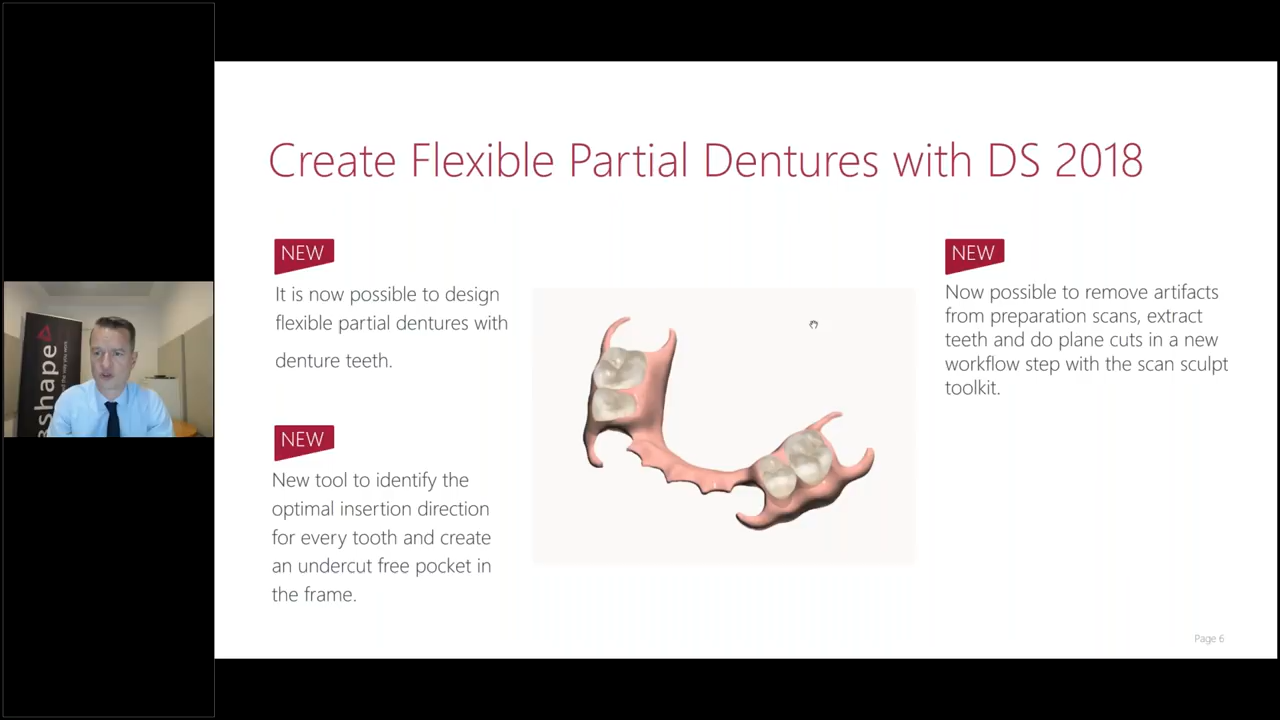 Create Flexible Partial Dentures with DS 2018
NEW
It is now possible to design
flexible partial dentures with
denture teeth.
NEW
New tool to identify the
optimal insertion direction
for every tooth and create
an undercut free pocket in
the frame.
NEW
Now possible to remove artifacts
from preparation scans, extract
teeth and do plane cuts in a new
workflow step with the scan sculpt
toolkit.
Page 6
3shape